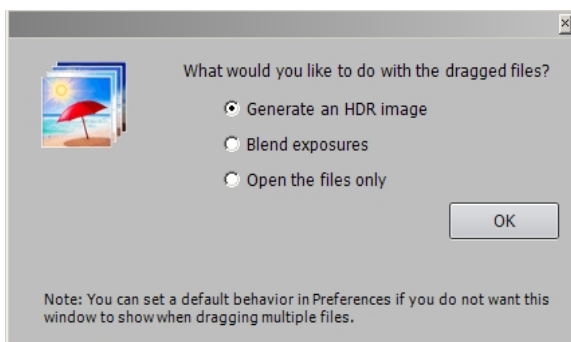 What would you like to do with the dragged files?
Generate an HDR image
Blend exposures
Open the files only
OK
Note: You can set a default behavior in Preferences if you do not want this
window to show when dragging multiple files.